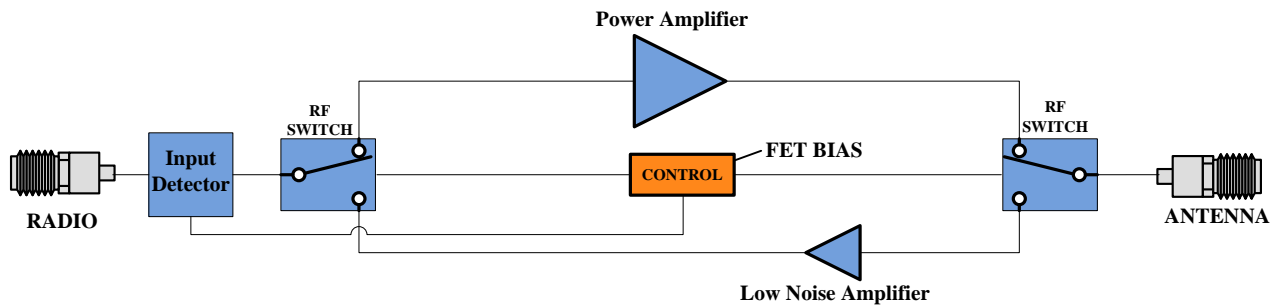 Power Amplifier
RF
SWITCH
RF
SWITCH
Input
Detector
FET BIAS
CONTROL
RADIO
ANTENNA
Low Noise Amplifier